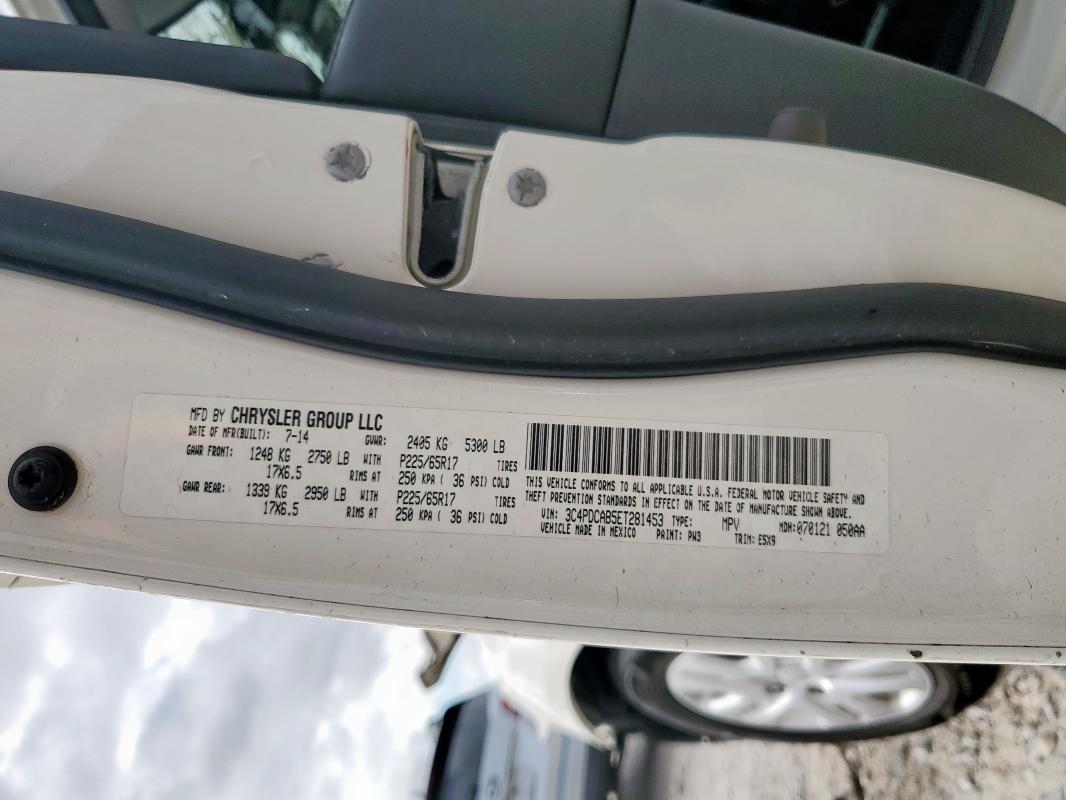 MFD BY CHRYSLER GROUP LLC
DATE OF MFR(BUILT): 7-14 GVWR: 2405 KG 5300 LB
GAWR FRONT: 1248 KG 2750 LB WITH P225/65R17 TIRES
17X6.5 RIMS AT 250 KPA ( 36 PSI) COLD
GAWR REAR: 1339 KG 2950 LB WITH P225/65R17 TIRES
17X6.5 RIMS AT 250 KPA ( 36 PSI) COLD
THIS VEHICLE CONFORMS TO ALL APPLICABLE U.S.A. FEDERAL MOTOR VEHICLE SAFETY AND
THEFT PREVENTION STANDARDS IN EFFECT ON THE DATE OF MANUFACTURE SHOWN ABOVE.
VIN: 3C4PDCAB5ET281453 TYPE: MPV MDH: 070121 050AA
VEHICLE MADE IN MEXICO PAINT: PW3 TRIM: E5X9